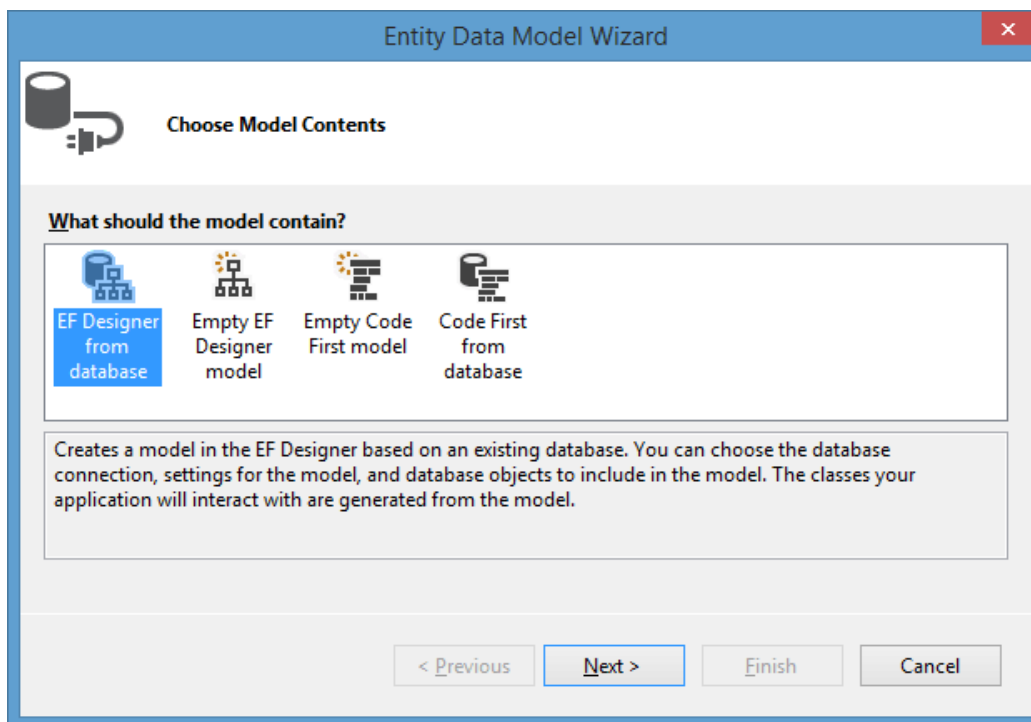 Entity Data Model Wizard
Choose Model Contents
What should the model contain?
EF Designer
from
database
Empty EF
Designer
model
Empty Code
First model
Code First
from
database
Creates a model in the EF Designer based on an existing database. You can choose the database
connection, settings for the model, and database objects to include in the model. The classes your
application will interact with are generated from the model.
< Previous
Next >
Finish
Cancel